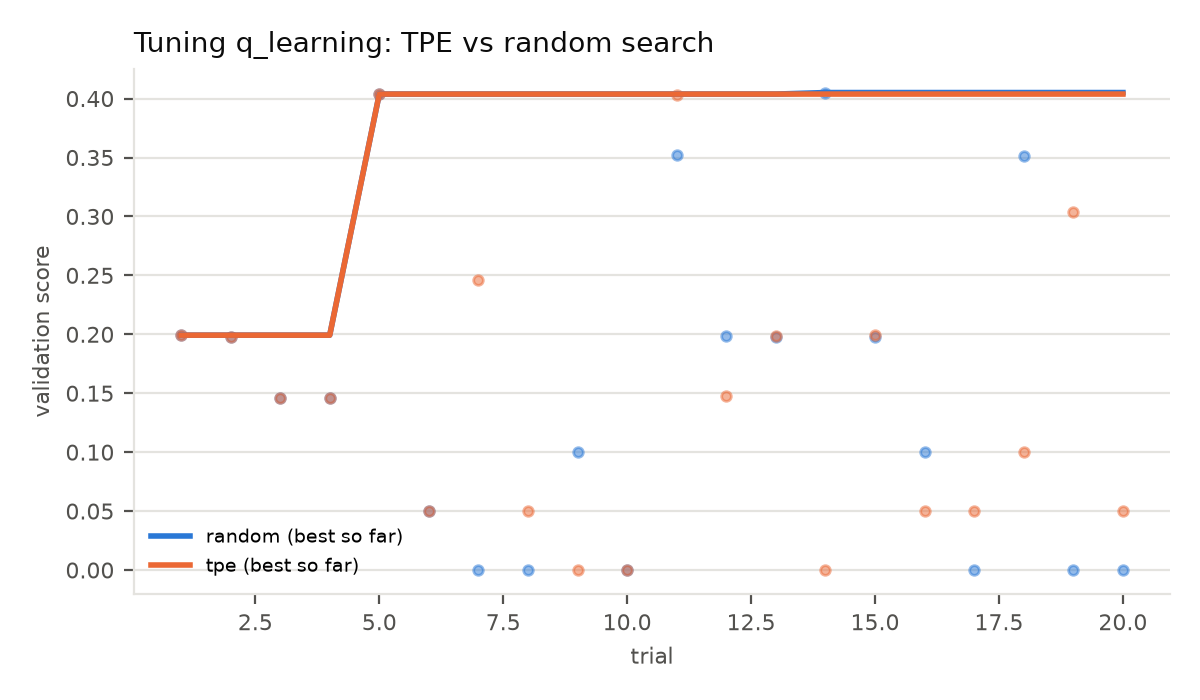 Tuning q_learning: TPE vs random search
validation score
0.40
0.35
0.30
0.25
0.20
0.15
0.10
0.05
0.00
random (best so far)
tpe (best so far)
2.5 5.0 7.5 10.0 12.5 15.0 17.5 20.0
trial